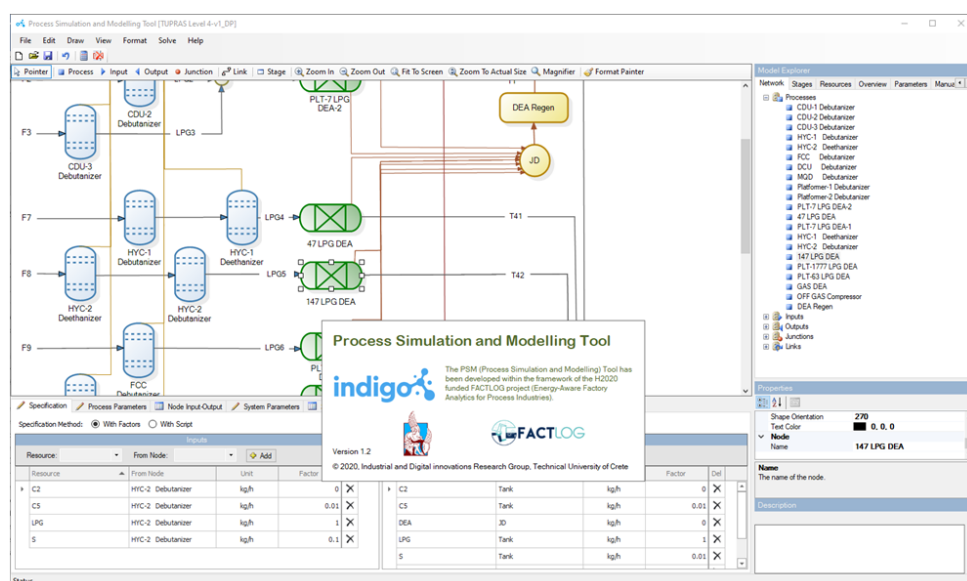 Process Simulation and Modelling Tool [TUPRAS Level 4-v1_DP]
File Edit Draw View Format Solve Help
Pointer Process Input Output Junction Link Stage Zoom In Zoom Out Fit To Screen Zoom To Actual Size Magnifier Format Painter
CDU-2
Debutanizer
PLT-7 LPG
DEA-2
DEA Regen
F3
LPG3
CDU-3
Debutanizer
JD
F7
LPG4
T41
HYC-1
Debutanizer
HYC-1
Deethanizer
47 LPG DEA
F8
LPG5
T42
HYC-2
Deethanizer
HYC-2
Debutanizer
147 LPG DEA
F9
LPG6
FCC
Debutanizer
Process Simulation and Modelling Tool
indigo
The PSM (Process Simulation and Modelling) Tool has
been developed within the framework of the H2020
funded FACTLOG project (Energy-Aware Factory
Analytics for Process Industries).
FACTLOG
Version 1.2
© 2020, Industrial and Digital innovations Research Group, Technical University of Crete
Model Explorer
Network Stages Resources Overview Parameters
Processes
CDU-1 Debutanizer
CDU-2 Debutanizer
CDU-3 Debutanizer
HYC-1 Debutanizer
HYC-2 Deethanizer
FCC Debutanizer
DCU Debutanizer
MQD Debutanizer
Platformer-1 Debutanizer
Platformer-2 Debutanizer
PLT-7 LPG DEA-2
47 LPG DEA
PLT-7 LPG DEA-1
HYC-1 Deethanizer
HYC-2 Debutanizer
147 LPG DEA
PLT-1777 LPG DEA
PLT-63 LPG DEA
GAS DEA
OFF GAS Compressor
DEA Regen
Inputs
Outputs
Junctions
Links
Properties
Shape Orientation 270
Text Color 0, 0, 0
Node
Name 147 LPG DEA
Name
The name of the node.
Description
Specification Process Parameters Node Input-Output System Parameters
Specification Method: With Factors With Script
Inputs
Resource: From Node: Add
Resource From Node Unit Factor
C2 HYC-2 Debutanizer kg/h 0
C5 HYC-2 Debutanizer kg/h 0.01
LPG HYC-2 Debutanizer kg/h 1
S HYC-2 Debutanizer kg/h 0.1
Factor Del
C2 Tank kg/h 0
C5 Tank kg/h 0.01
DEA JD kg/h 0
LPG Tank kg/h 1
S Tank kg/h 0.01